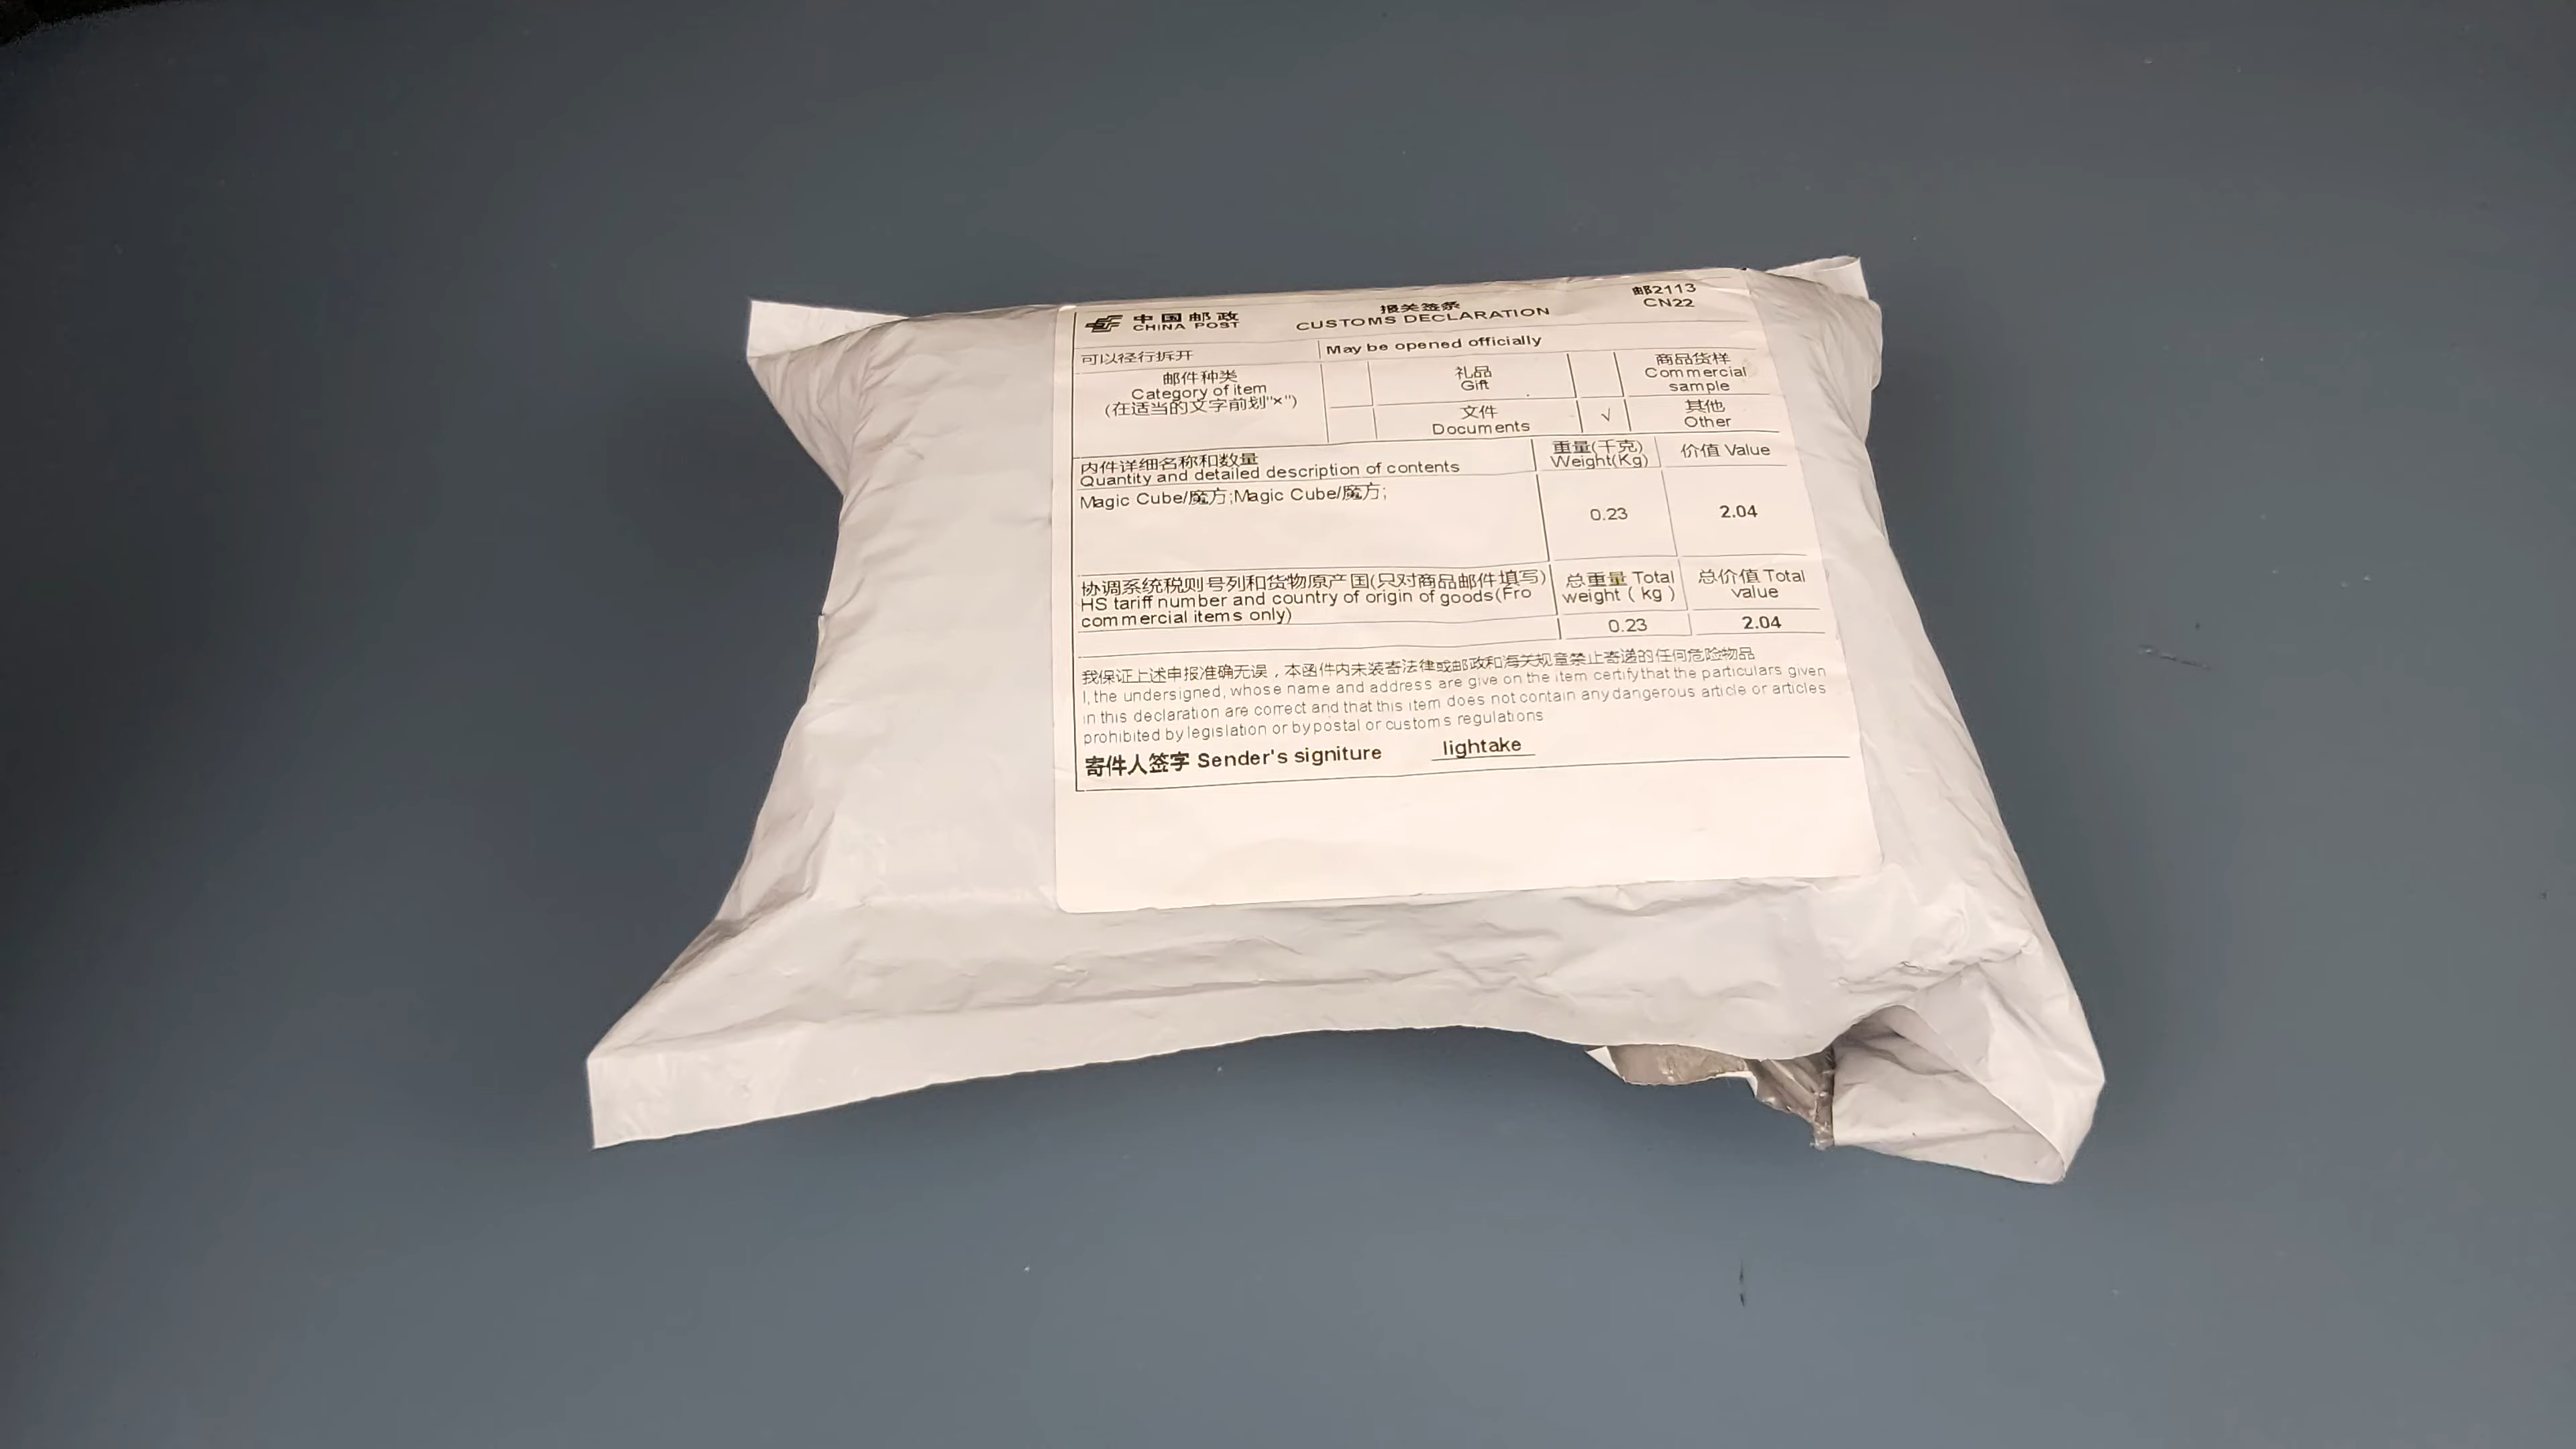 中国邮政
CHINA POST
报关签条
CUSTOMS DECLARATION
邮2113
CN22
可以径行拆开
May be opened officially
邮件种类
Category of item
(在适当的文字前划"×")
礼品
Gift
商品货样
Commercial
sample
文件
Documents
√
其他
Other
内件详细名称和数量
Quantity and detailed description of contents
重量(千克)
Weight(Kg)
价值 Value
Magic Cube/魔方;Magic Cube/魔方;
0.23
2.04
协调系统税则号列和货物原产国(只对商品邮件填写)
HS tariff number and country of origin of goods(Fro
commercial items only)
总重量 Total
weight ( kg )
总价值 Total
value
0.23
2.04
我保证上述申报准确无误，本函件内未装寄法律或邮政和海关规章禁止寄递的任何危险物品
I, the undersigned, whose name and address are give on the item certify that the particulars given
in this declaration are correct and that this item does not contain any dangerous article or articles
prohibited by legislation or by postal or customs regulations
寄件人签字 Sender's signiture lightake